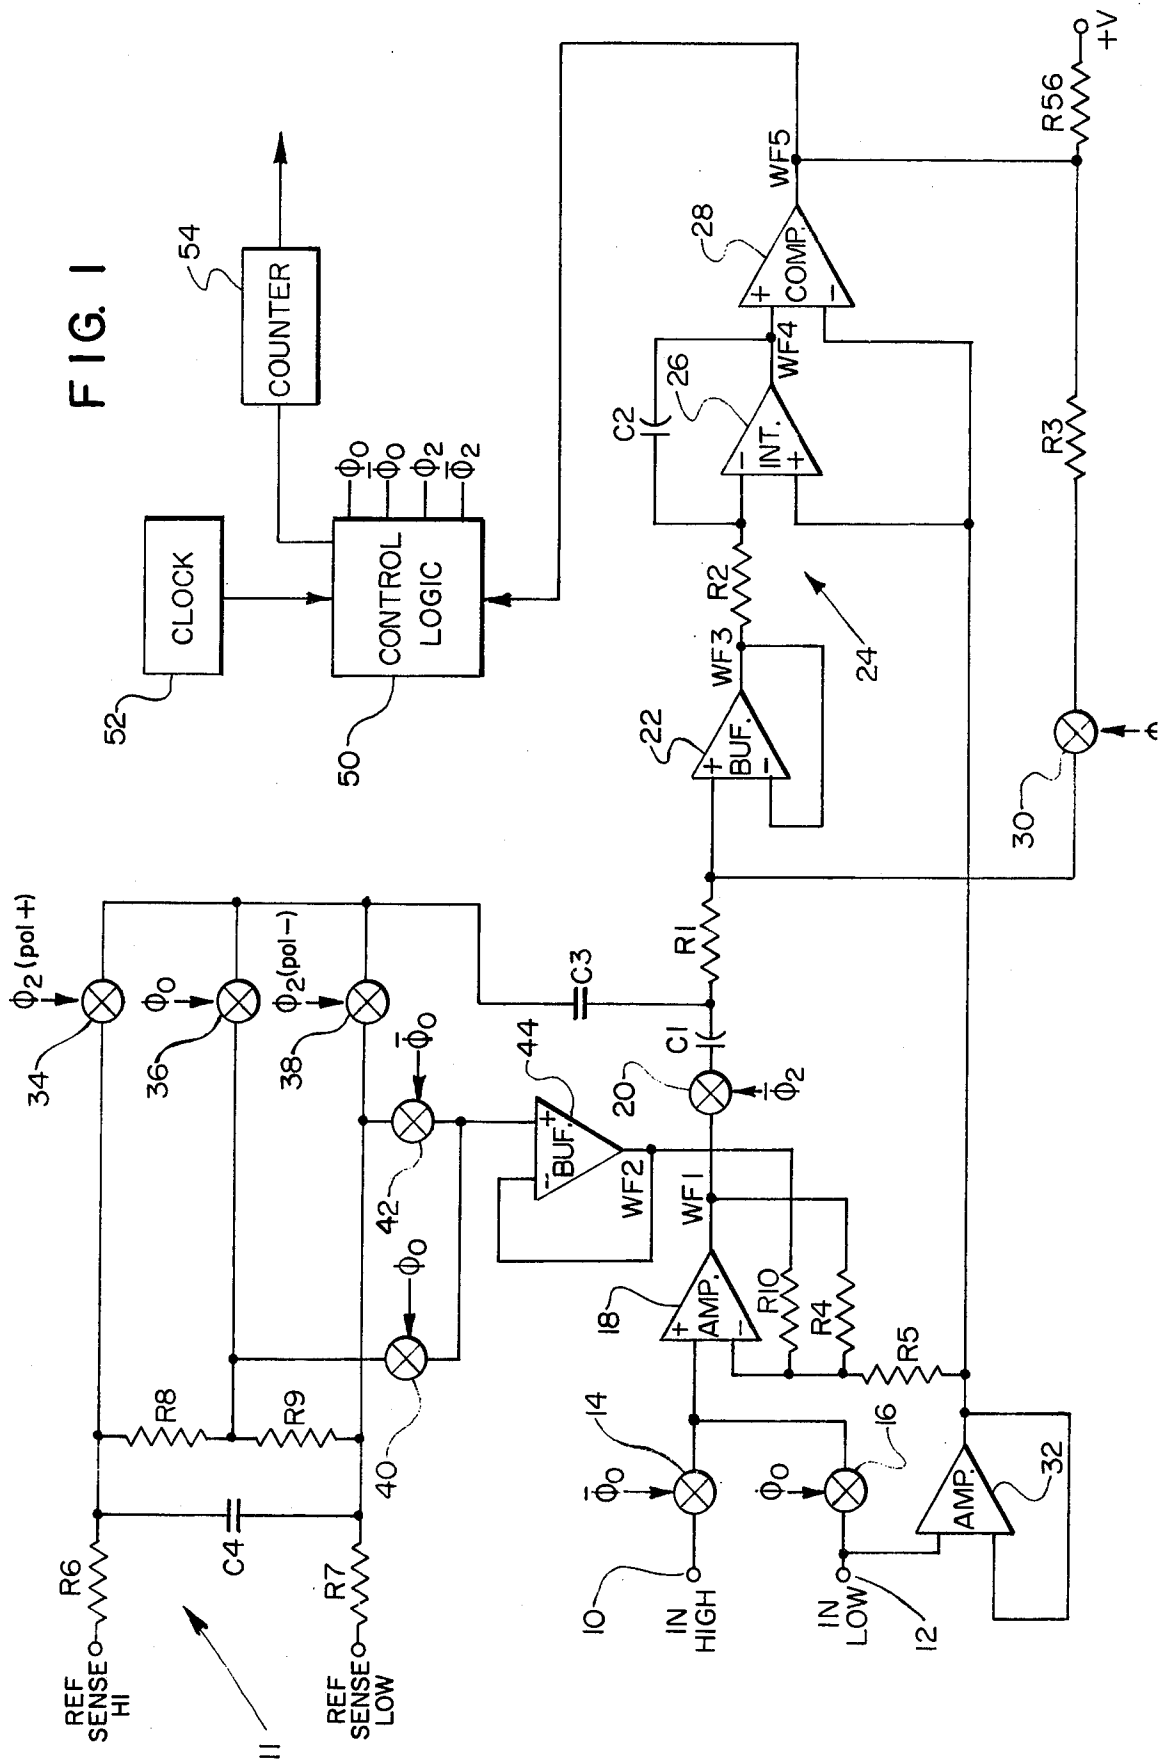 FIG. 1
52
CLOCK
54
COUNTER
50
CONTROL
LOGIC
ϕ0
ϕ̅0
ϕ2
ϕ̅2
REF
SENSE
HI
R6
C4
R8
34
ϕ2 (pol+)
36
ϕ0
R9
38
ϕ2(pol-)
REF
SENSE
LOW
R7
11
40
ϕ0
42
ϕ̅0
44
- BUF. +
WF2
C3
10
IN
HIGH
ϕ̅0
14
18
+
AMP.
-
WF1
20
ϕ̅2
C1
R1
22
+
BUF.
-
WF3
R2
24
C2
26
-
INT.
+
WF4
28
+
COMP.
-
WF5
R10
R4
R5
IN
LOW
12
ϕ0
16
AMP.
32
30
R3
R56
+V